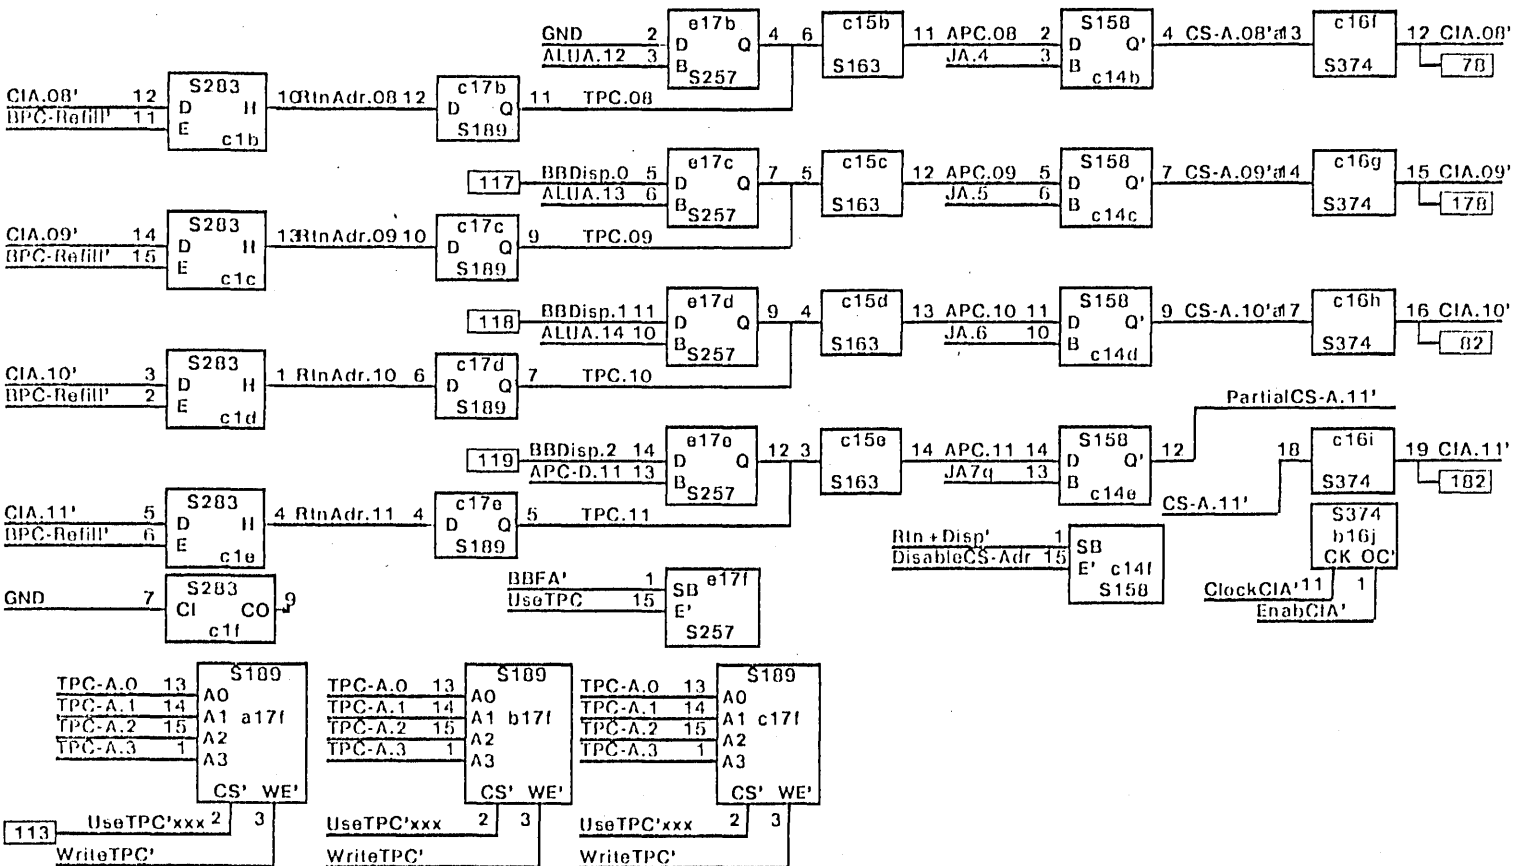 GND 2 e17b 4 6 c15b 11 APC.08 2 S158 4 CS-A.08'a13 c16f 12 CIA.08'
D Q D Q'
ALUA.12 3 B S257 S163 JA.4 3 B c14b S374 78
CIA.08' 12 S283 10RtnAdr.08 12 c17b 11 TPC.08
D H D Q
BPC-Refill' 11 E c1b S189
117 BBDisp.0 5 e17c 7 5 c15c 12 APC.09 5 S158 7 CS-A.09'a14 c16g 15 CIA.09'
D Q D Q'
ALUA.13 6 B S257 S163 JA.5 6 B c14c S374 178
CIA.09' 14 S283 13RtnAdr.09 10 c17c 9 TPC.09
D H D Q
BPC-Refill' 15 E c1c S189
118 BBDisp.1 11 e17d 9 4 c15d 13 APC.10 11 S158 9 CS-A.10'a17 c16h 16 CIA.10'
D Q D Q'
ALUA.14 10 B S257 S163 JA.6 10 B c14d S374 82
CIA.10' 3 S283 1 RtnAdr.10 6 c17d 7 TPC.10
D H D Q
BPC-Refill' 2 E c1d S189
PartialCS-A.11'
119 BBDisp.2 14 e17e 12 3 c15e 14 APC.11 14 S158 12 18 c16i 19 CIA.11'
D Q D Q'
APC-D.11 13 B S257 S163 JA7q 13 B c14e S374 182
CS-A.11'
CIA.11' 5 S283 4 RtnAdr.11 4 c17e 5 TPC.11
D H D Q
BPC-Refill' 6 E c1e S189
Rtn+Disp' 1 SB
DisableCS-Adr 15 E' c14f
S158
S374
b16j
CK OC'
ClockCIA' 11 1
EnabCIA'
GND 7 S283 9
CI CO
c1f
BBFA' 1 SB e17f
UseTPC 15 E'
S257
S189 S189 S189
TPC-A.0 13 A0 TPC-A.0 13 A0 TPC-A.0 13 A0
TPC-A.1 14 A1 a17f TPC-A.1 14 A1 b17f TPC-A.1 14 A1 c17f
TPC-A.2 15 A2 TPC-A.2 15 A2 TPC-A.2 15 A2
TPC-A.3 1 A3 TPC-A.3 1 A3 TPC-A.3 1 A3
CS' WE' CS' WE' CS' WE'
113 UseTPC'xxx 2 3 UseTPC'xxx 2 3 UseTPC'xxx 2 3
WriteTPC' WriteTPC' WriteTPC'